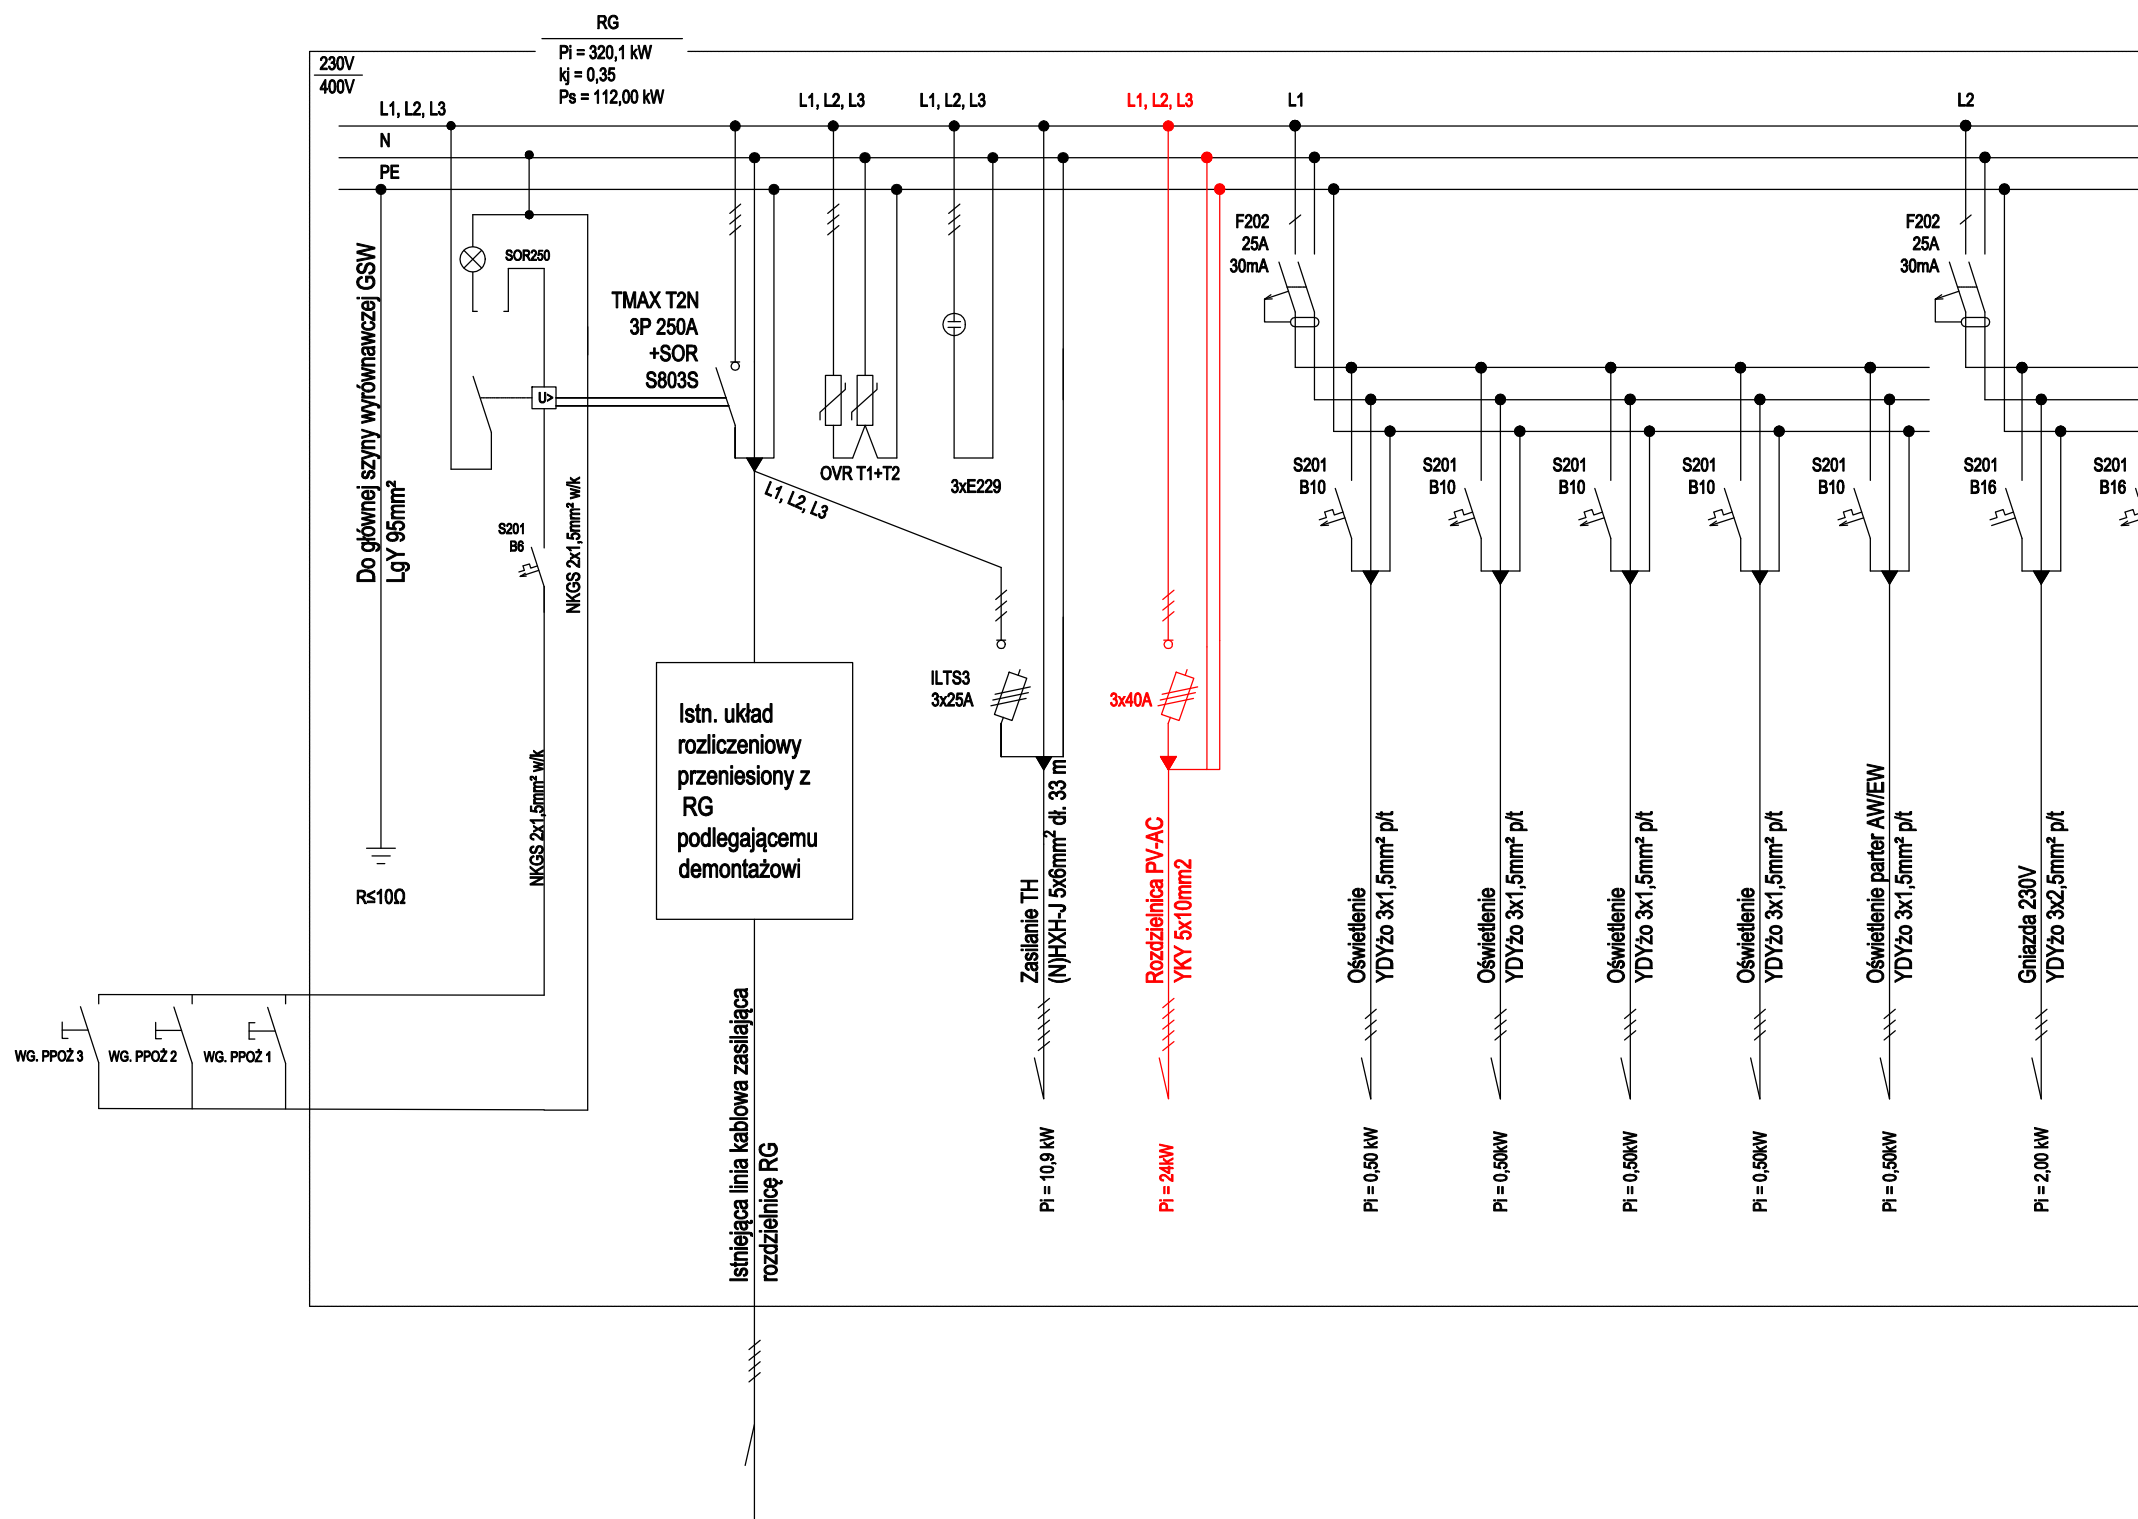 RG
Pi = 320,1 kW
kj = 0,35
Ps = 112,00 kW
230V
400V
L1, L2, L3
N
PE
L1, L2, L3
L1, L2, L3
L1, L2, L3
L1
L2
Do głównej szyny wyrównawczej GSW
LgY 95mm²
R≤10Ω
SOR250
U>
S201
B6
NKGS 2x1,5mm² w/k
NKGS 2x1,5mm² w/k
WG. PPOŻ 3
WG. PPOŻ 2
WG. PPOŻ 1
TMAX T2N
3P 250A
+SOR
S803S
L1, L2, L3
OVR T1+T2
3xE229
Istn. układ
rozliczeniowy
przeniesiony z
RG
podlegającemu
demontażowi
Istniejąca linia kablowa zasilająca
rozdzielnicę RG
ILTS3
3x25A
Zasilanie TH
(N)HXH-J 5x6mm² dł. 33 m
Pi = 10,9 kW
3x40A
Rozdzielnica PV-AC
YKY 5x10mm2
Pi = 24kW
F202
25A
30mA
S201
B10
Oświetlenie
YDYżo 3x1,5mm² p/t
Pi = 0,50 kW
S201
B10
Oświetlenie
YDYżo 3x1,5mm² p/t
Pi = 0,50kW
S201
B10
Oświetlenie
YDYżo 3x1,5mm² p/t
Pi = 0,50kW
S201
B10
Oświetlenie
YDYżo 3x1,5mm² p/t
Pi = 0,50kW
S201
B10
Oświetlenie parter AW/EW
YDYżo 3x1,5mm² p/t
Pi = 0,50kW
F202
25A
30mA
S201
B16
Gniazda 230V
YDYżo 3x2,5mm² p/t
Pi = 2,00 kW
S201
B16